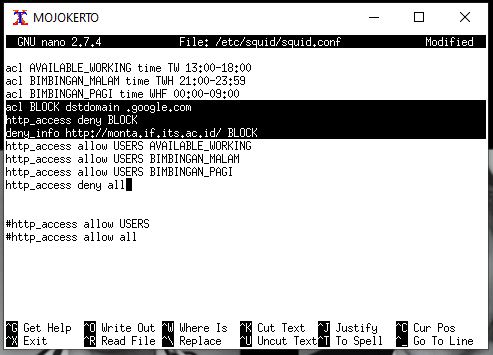 MOJOKERTO
GNU nano 2.7.4 File: /etc/squid/squid.conf Modified
acl AVAILABLE_WORKING time TW 13:00-18:00
acl BIMBINGAN_MALAM time TWH 21:00-23:59
acl BIMBINGAN_PAGI time WHF 00:00-09:00
acl BLOCK dstdomain .google.com
http_access deny BLOCK
deny_info http://monta.if.its.ac.id/ BLOCK
http_access allow USERS AVAILABLE_WORKING
http_access allow USERS BIMBINGAN_MALAM
http_access allow USERS BIMBINGAN_PAGI
http_access deny all
#http_access allow USERS
#http_access allow all
^G Get Help ^O Write Out ^W Where Is ^K Cut Text ^J Justify ^C Cur Pos
^X Exit ^R Read File ^\ Replace ^U Uncut Text ^T To Spell ^_ Go To Line